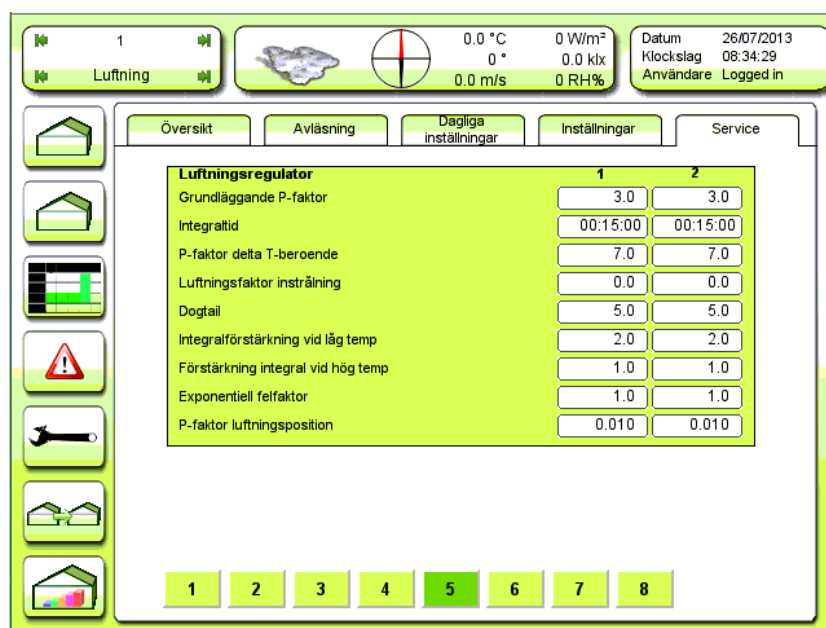 1
Luftning
0.0 °C 0 W/m²
0 ° 0.0 klx
0.0 m/s 0 RH%
Datum 26/07/2013
Klockslag 08:34:29
Användare Logged in
Översikt
Avläsning
Dagliga
inställningar
Inställningar
Service
Luftningsregulator 1 2
Grundläggande P-faktor 3.0 3.0
Integraltid 00:15:00 00:15:00
P-faktor delta T-beroende 7.0 7.0
Luftningsfaktor instrålning 0.0 0.0
Dogtail 5.0 5.0
Integralförstärkning vid låg temp 2.0 2.0
Förstärkning integral vid hög temp 1.0 1.0
Exponentiell felfaktor 1.0 1.0
P-faktor luftningsposition 0.010 0.010
1 2 3 4 5 6 7 8